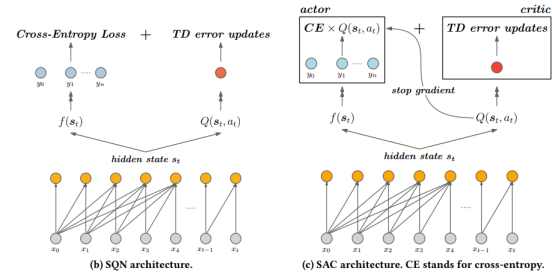 Cross-Entropy Loss + TD error updates
y0 y1 .... yn
f(st) Q(st, at)
hidden state st
x0 x1 x2 x3 x4 .... xt−1 xt
(b) SQN architecture.
actor + critic
CE × Q(st, at) TD error updates
y0 y1 .... yn
stop gradient
f(st) Q(st, at)
hidden state st
x0 x1 x2 x3 x4 .... xt−1 xt
(c) SAC architecture. CE stands for cross-entropy.